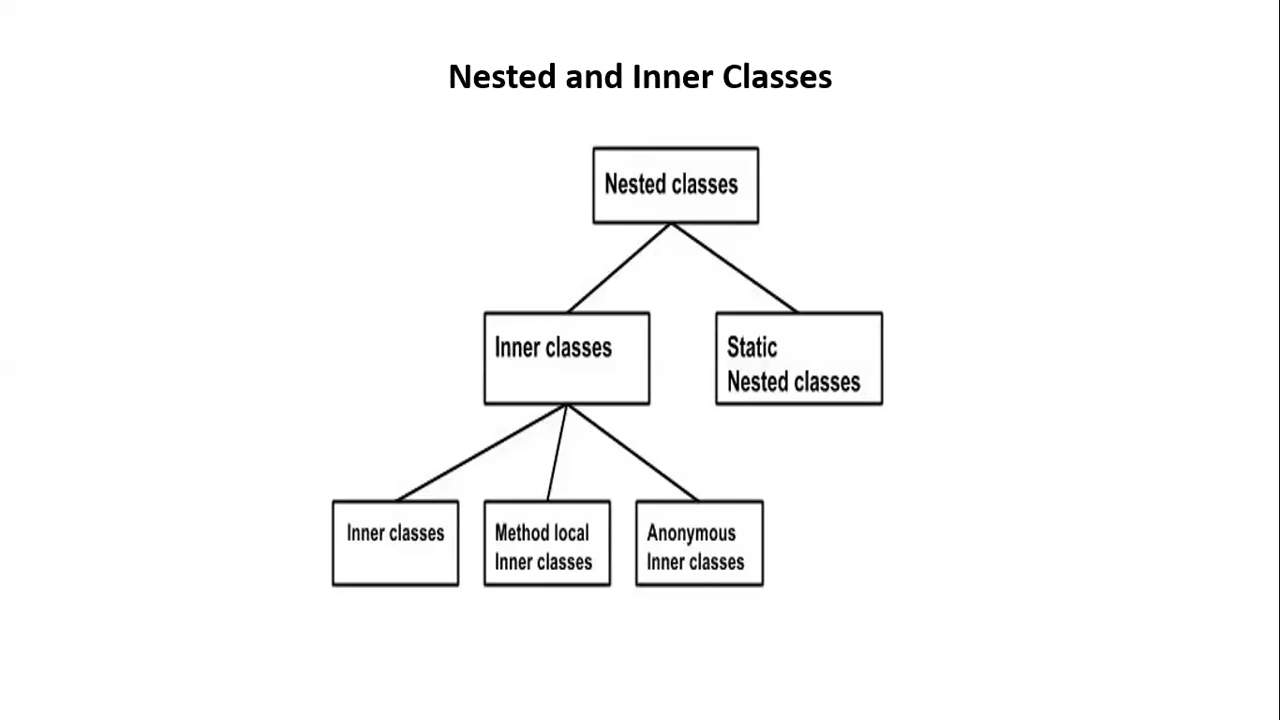 Nested and Inner Classes
Nested classes
Inner classes
Static
Nested classes
Inner classes
Method local
Inner classes
Anonymous
Inner classes